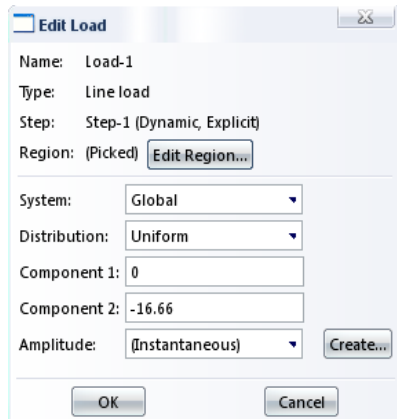 Edit Load
Name: Load-1
Type: Line load
Step: Step-1 (Dynamic, Explicit)
Region: (Picked) Edit Region...
System: Global
Distribution: Uniform
Component 1: 0
Component 2: -16.66
Amplitude: (Instantaneous) Create...
OK Cancel